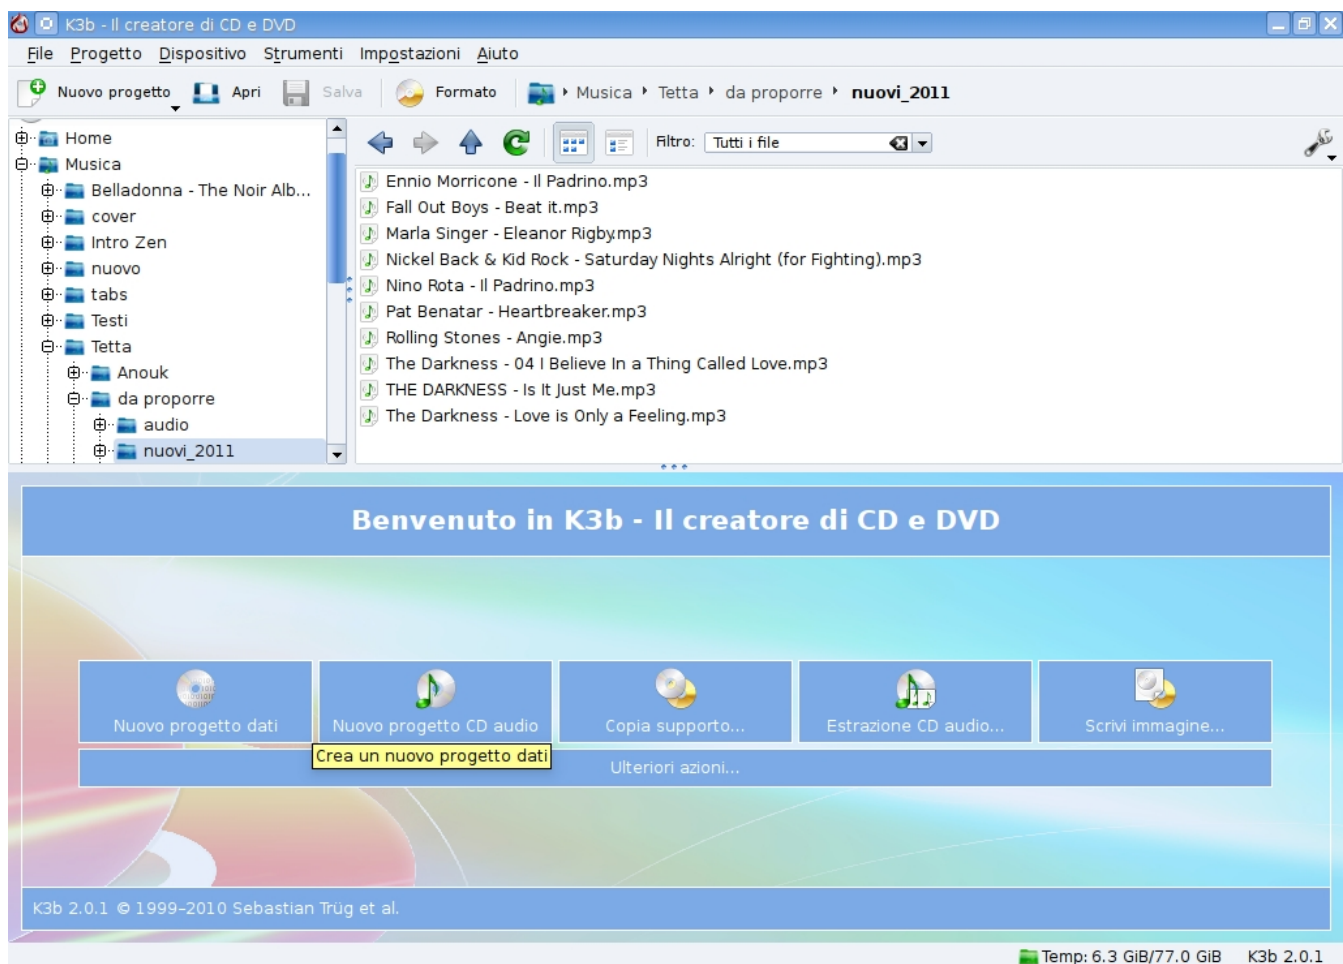 K3b - Il creatore di CD e DVD
File Progetto Dispositivo Strumenti Impostazioni Aiuto
Nuovo progetto Apri Salva Formato Musica Tetta da proporre nuovi_2011
Home
Musica
Belladonna - The Noir Alb...
cover
Intro Zen
nuovo
tabs
Testi
Tetta
Anouk
da proporre
audio
nuovi_2011
Filtro: Tutti i file
Ennio Morricone - Il Padrino.mp3
Fall Out Boys - Beat it.mp3
Marla Singer - Eleanor Rigby.mp3
Nickel Back & Kid Rock - Saturday Nights Alright (for Fighting).mp3
Nino Rota - Il Padrino.mp3
Pat Benatar - Heartbreaker.mp3
Rolling Stones - Angie.mp3
The Darkness - 04 I Believe In a Thing Called Love.mp3
THE DARKNESS - Is It Just Me.mp3
The Darkness - Love is Only a Feeling.mp3
Benvenuto in K3b - Il creatore di CD e DVD
Nuovo progetto dati
Nuovo progetto CD audio
Copia supporto...
Estrazione CD audio...
Scrivi immagine...
Crea un nuovo progetto dati
Ulteriori azioni...
K3b 2.0.1 © 1999–2010 Sebastian Trüg et al.
Temp: 6.3 GiB/77.0 GiB K3b 2.0.1